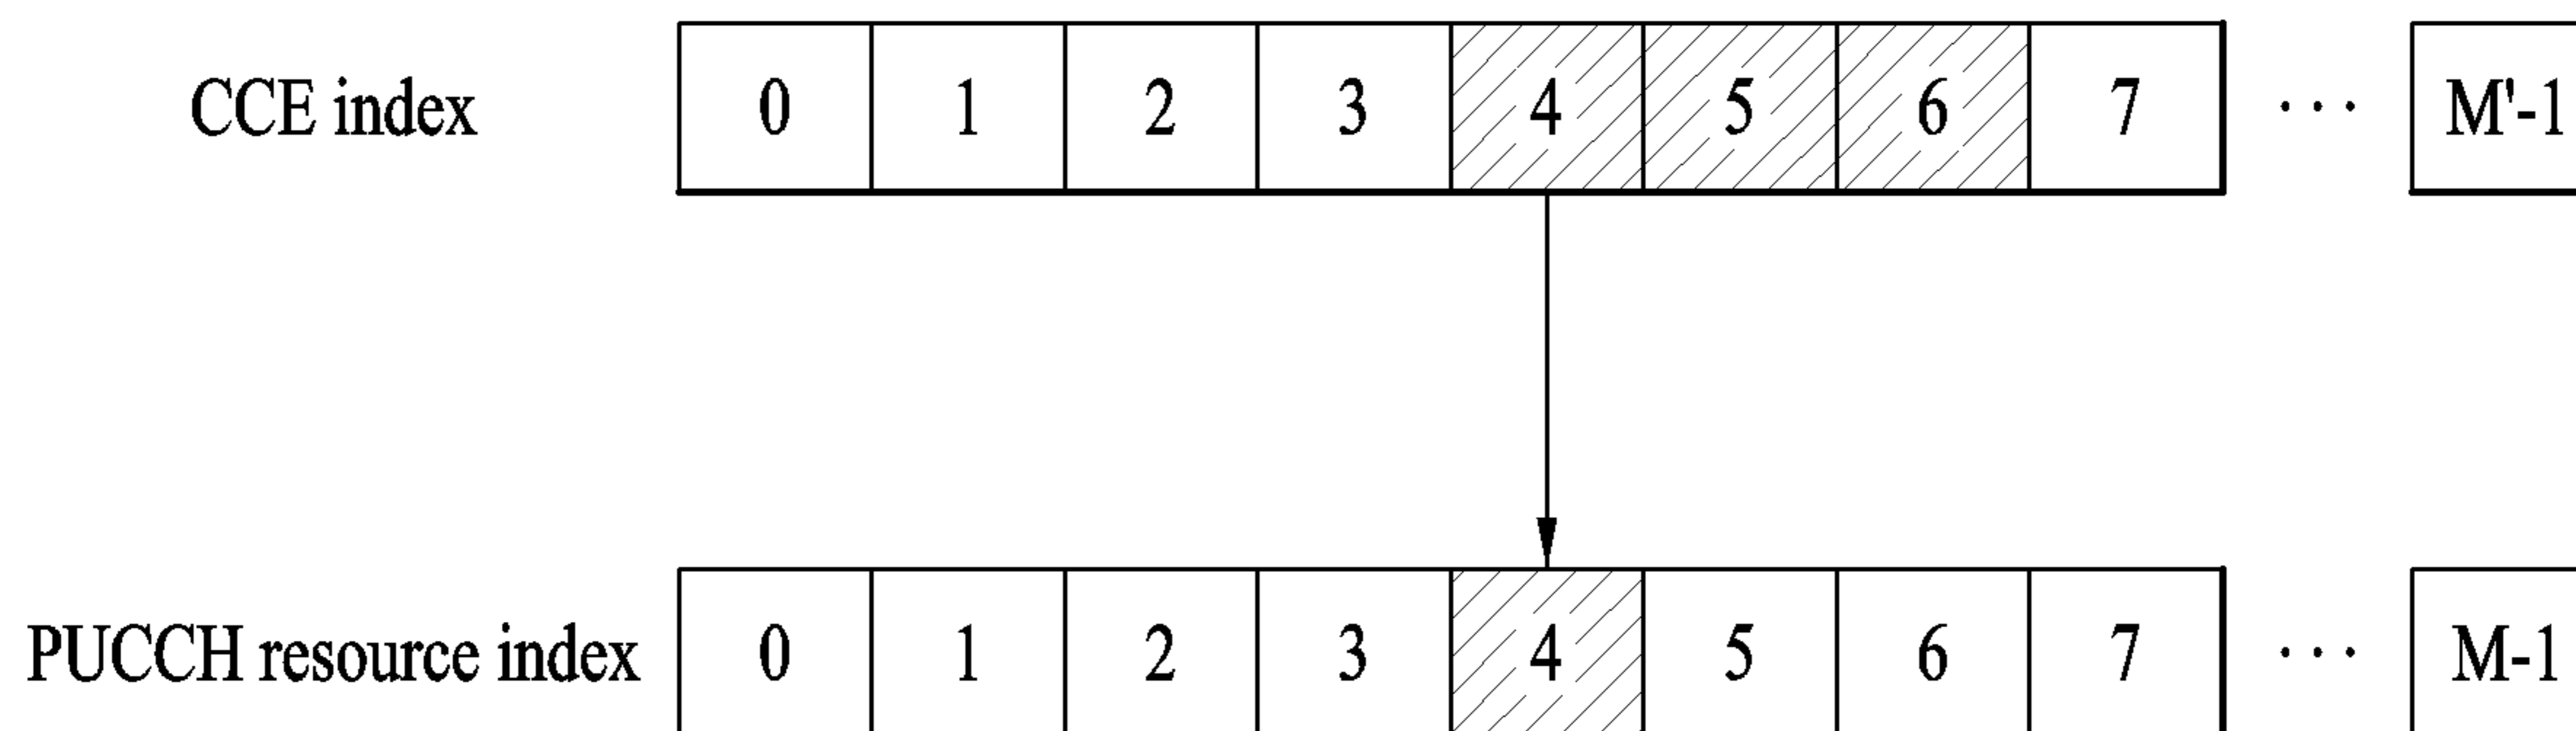 CCE index 0 1 2 3 4 5 6 7 ... M'-1
PUCCH resource index 0 1 2 3 4 5 6 7 ... M-1